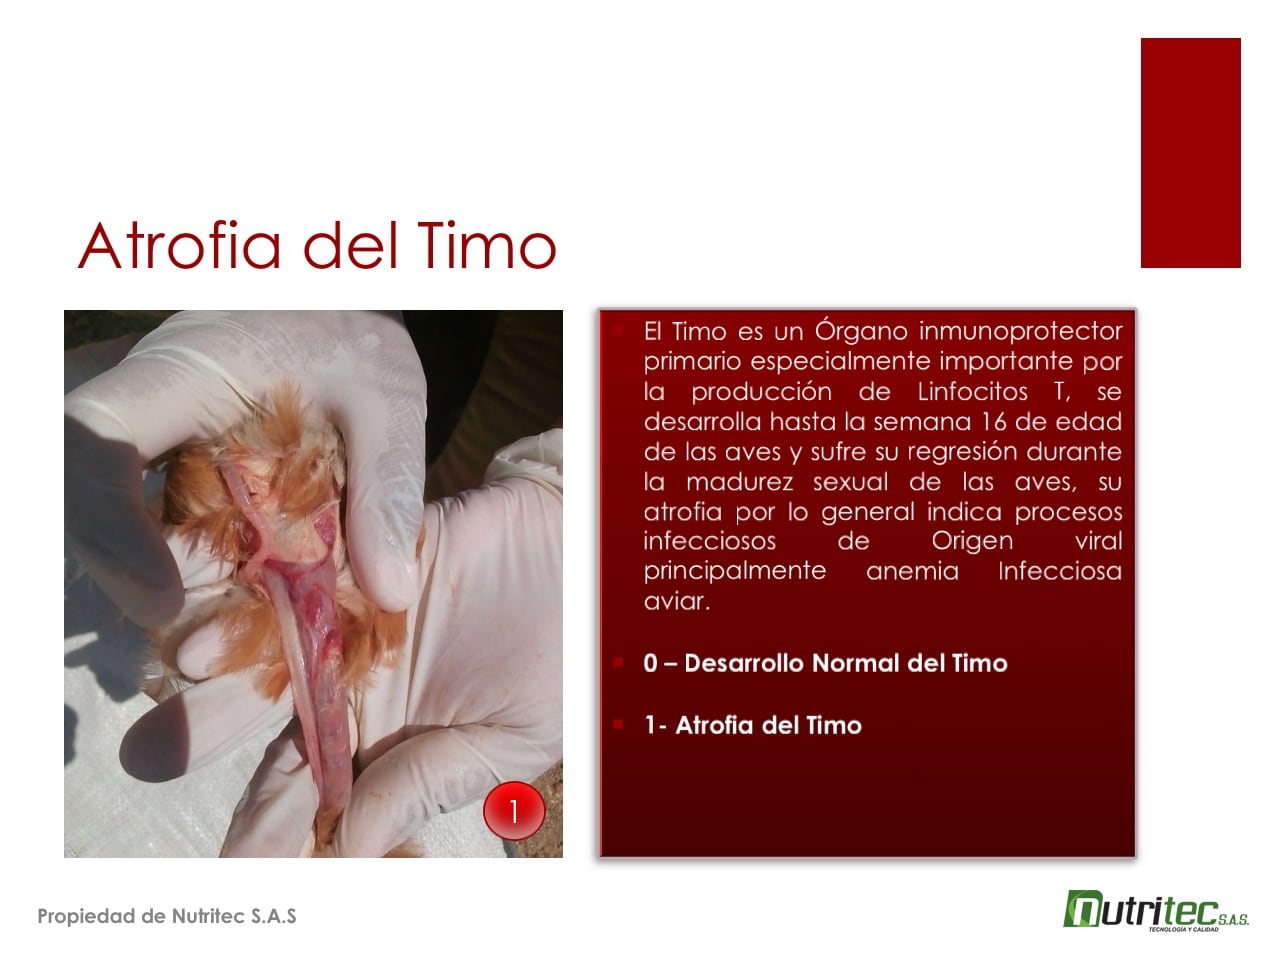 Atrofia del Timo
El Timo es un Órgano inmunoprotector
primario especialmente importante por
la producción de Linfocitos T, se
desarrolla hasta la semana 16 de edad
de las aves y sufre su regresión durante
la madurez sexual de las aves, su
atrofia por lo general indica procesos
infecciosos de Origen viral
principalmente anemia Infecciosa
aviar.
0 – Desarrollo Normal del Timo
1- Atrofia del Timo
1
Propiedad de Nutritec S.A.S
nutritec S.A.S.
TECNOLOGÍA Y CALIDAD